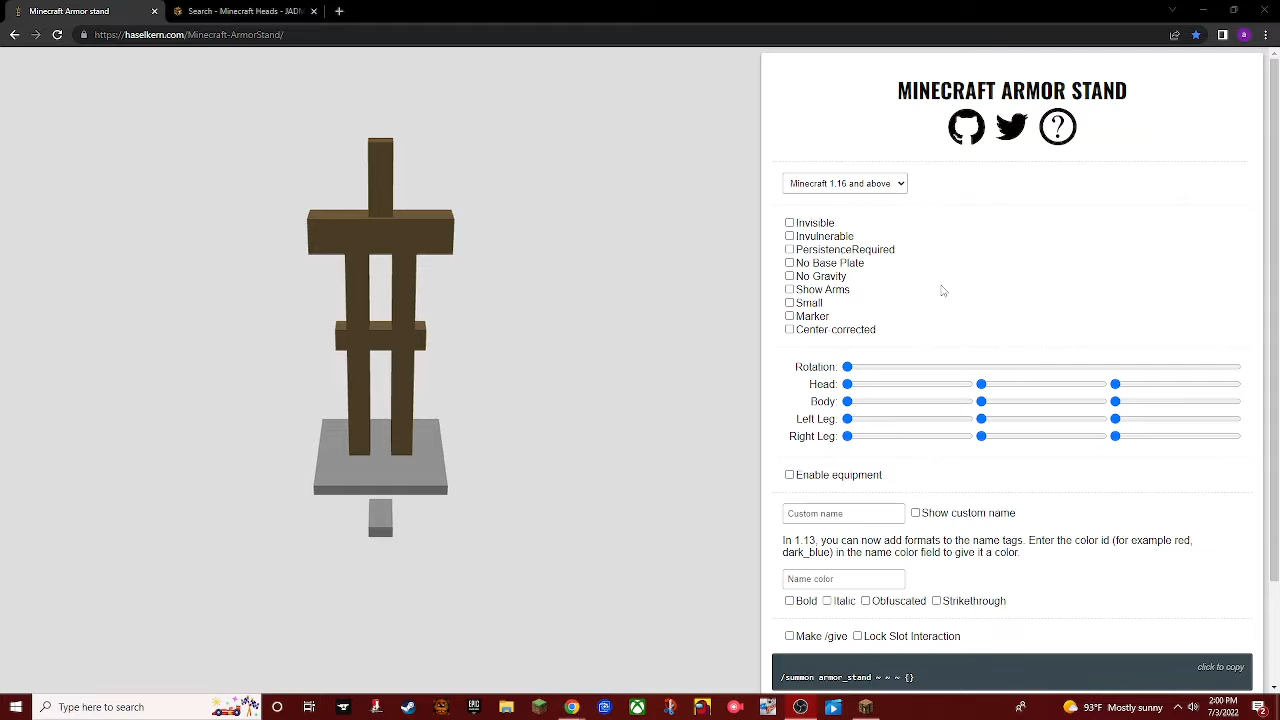 Minecraft Armor stand
Search - Minecraft Heads - JADM
https://haselkern.com/Minecraft-ArmorStand/
a
MINECRAFT ARMOR STAND
?
Minecraft 1.16 and above
Invisible
Invulnerable
PersistenceRequired
No Base Plate
No Gravity
Show Arms
Small
Marker
Center-corrected
Rotation:
Head:
Body:
Left Leg:
Right Leg:
Enable equipment
Custom name
Show custom name
In 1.13, you can now add formats to the name tags. Enter the color id (for example red,
dark_blue) in the name color field to give it a color.
Name color
Bold Italic Obfuscated Strikethrough
Make /give Lock Slot Interaction
click to copy
/summon armor_stand ~ ~ ~ {}
Type here to search
93°F Mostly sunny
2:00 PM
7/3/2022